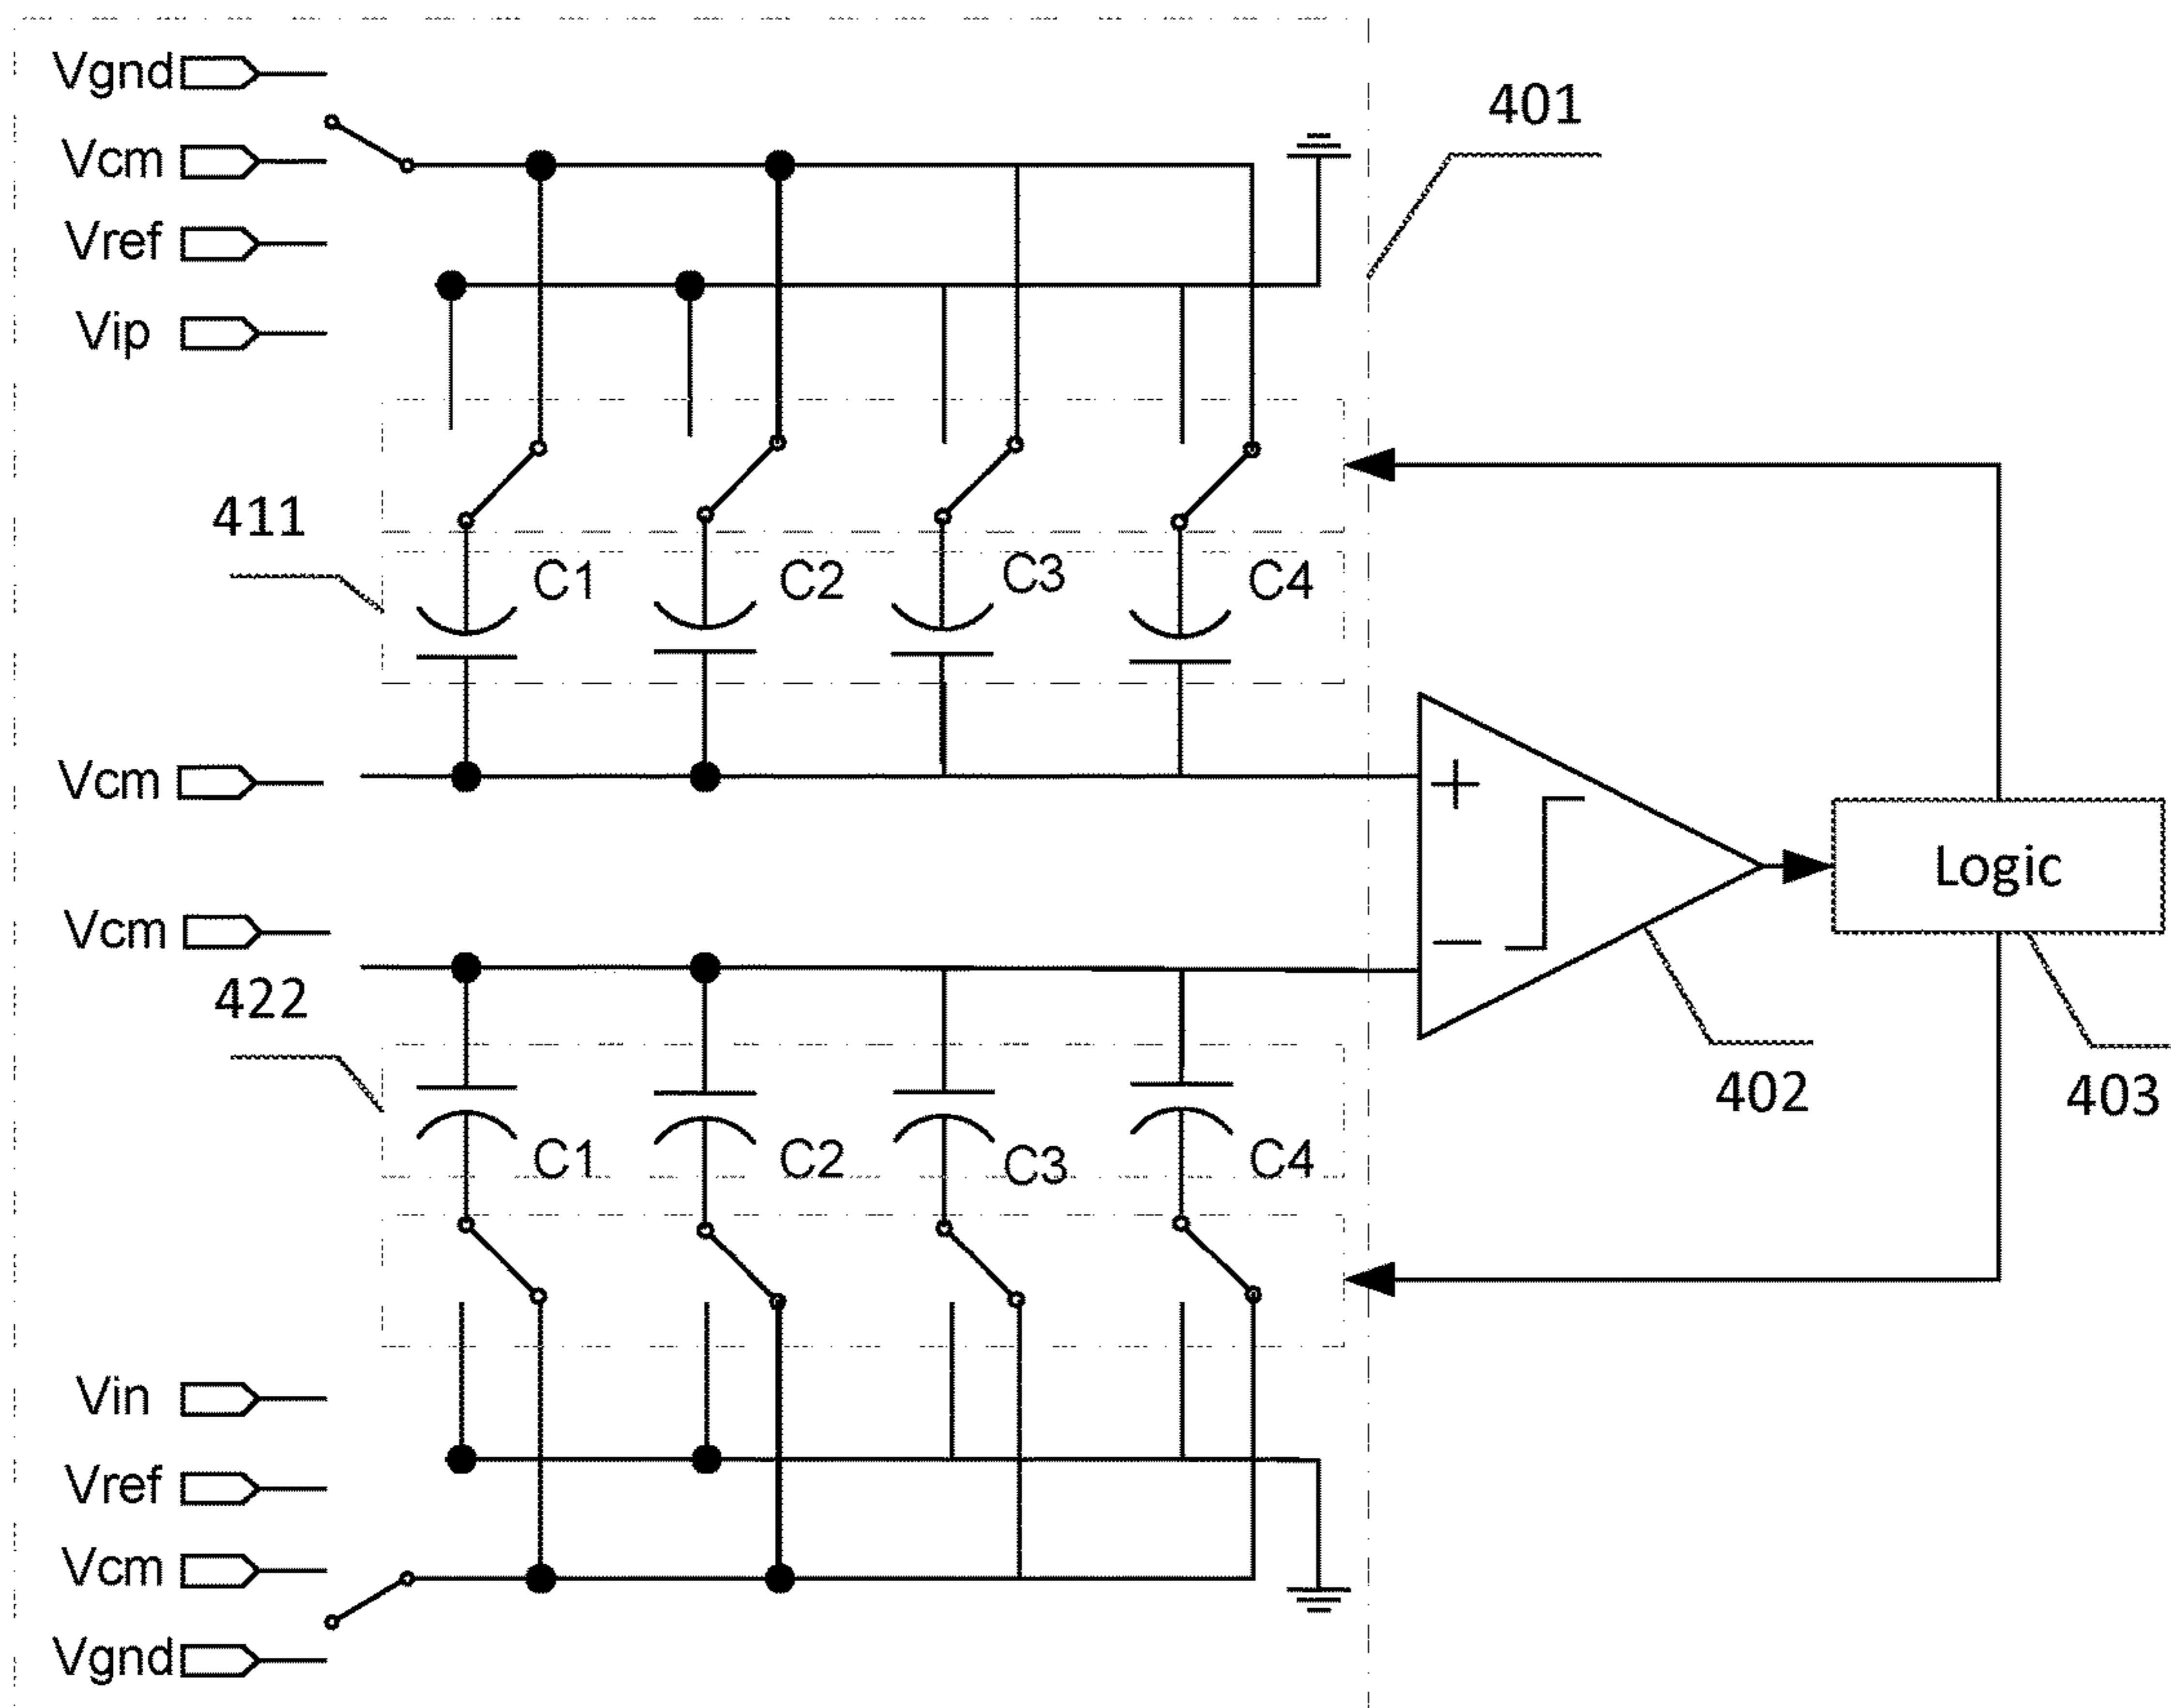 Vgnd
401
Vcm
Vref
Vip
411
C1 C2 C3 C4
Vcm
+
Logic
Vcm
−
422
402 403
C1 C2 C3 C4
Vin
Vref
Vcm
Vgnd